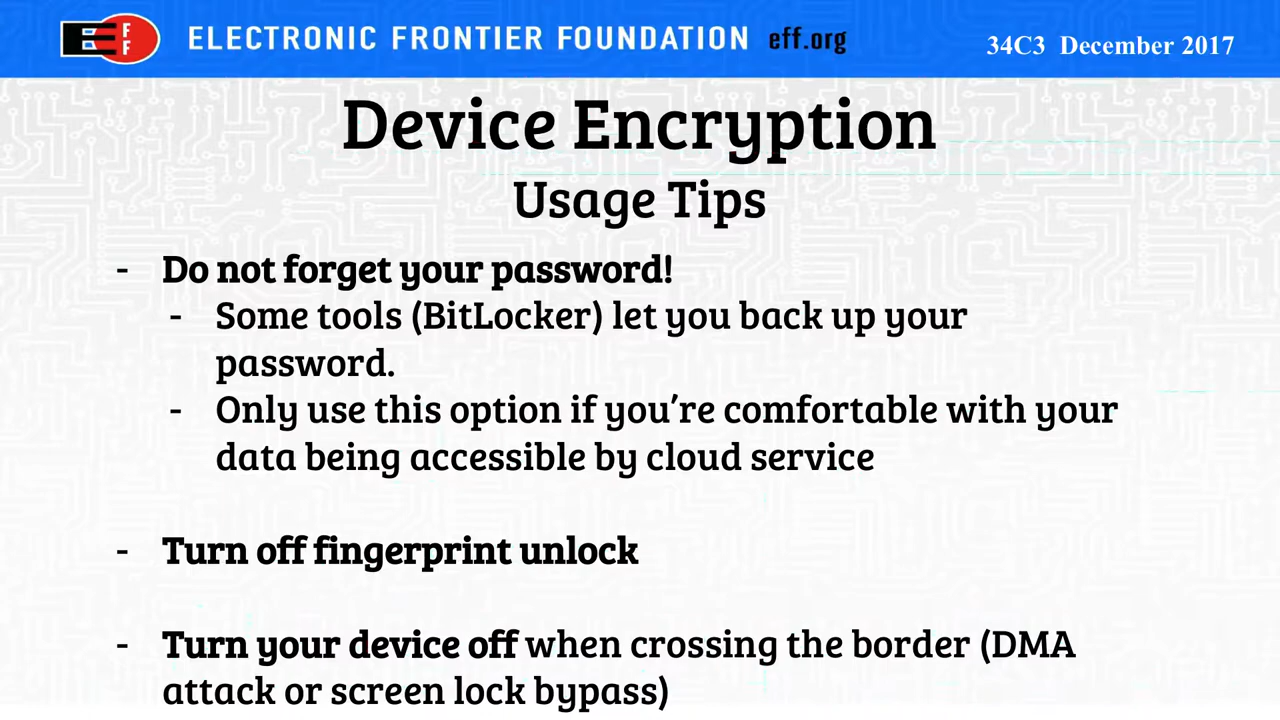 EFF ELECTRONIC FRONTIER FOUNDATION eff.org 34C3 December 2017
Device Encryption
Usage Tips
- Do not forget your password!
- Some tools (BitLocker) let you back up your
password.
- Only use this option if you’re comfortable with your
data being accessible by cloud service
- Turn off fingerprint unlock
- Turn your device off when crossing the border (DMA
attack or screen lock bypass)